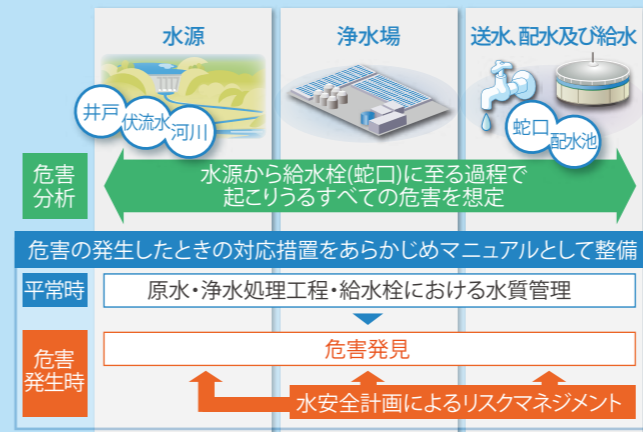 水源
浄水場
送水、配水及び給水
井戸
伏流水
河川
蛇口
配水池
危害
分析
水源から給水栓(蛇口)に至る過程で
起こりうるすべての危害を想定
危害の発生したときの対応措置をあらかじめマニュアルとして整備
平常時
原水・浄水処理工程・給水栓における水質管理
危害
発生時
危害発見
水安全計画によるリスクマネジメント